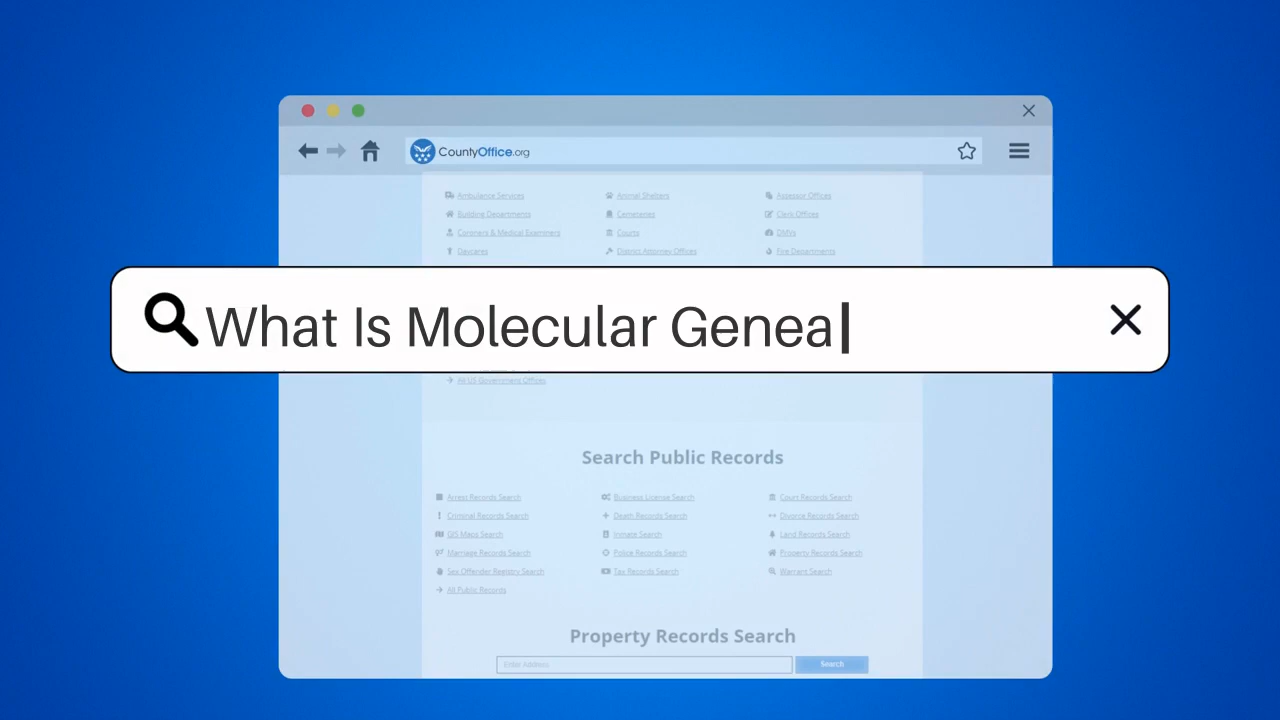 CountyOffice.org
Ambulance Services Animal Shelters Assessor Offices
Building Departments Cemeteries Clerk Offices
Coroners & Medical Examiners Courts DMVs
Daycares District Attorney Offices Fire Departments
What Is Molecular Genea
All US Government Offices
Search Public Records
Arrest Records Search Business License Search Court Records Search
Criminal Records Search Death Records Search Divorce Records Search
GIS Maps Search Inmate Search Land Records Search
Marriage Records Search Police Records Search Property Records Search
Sex Offender Registry Search Tax Records Search Warrant Search
All Public Records
Property Records Search
Enter Address Search